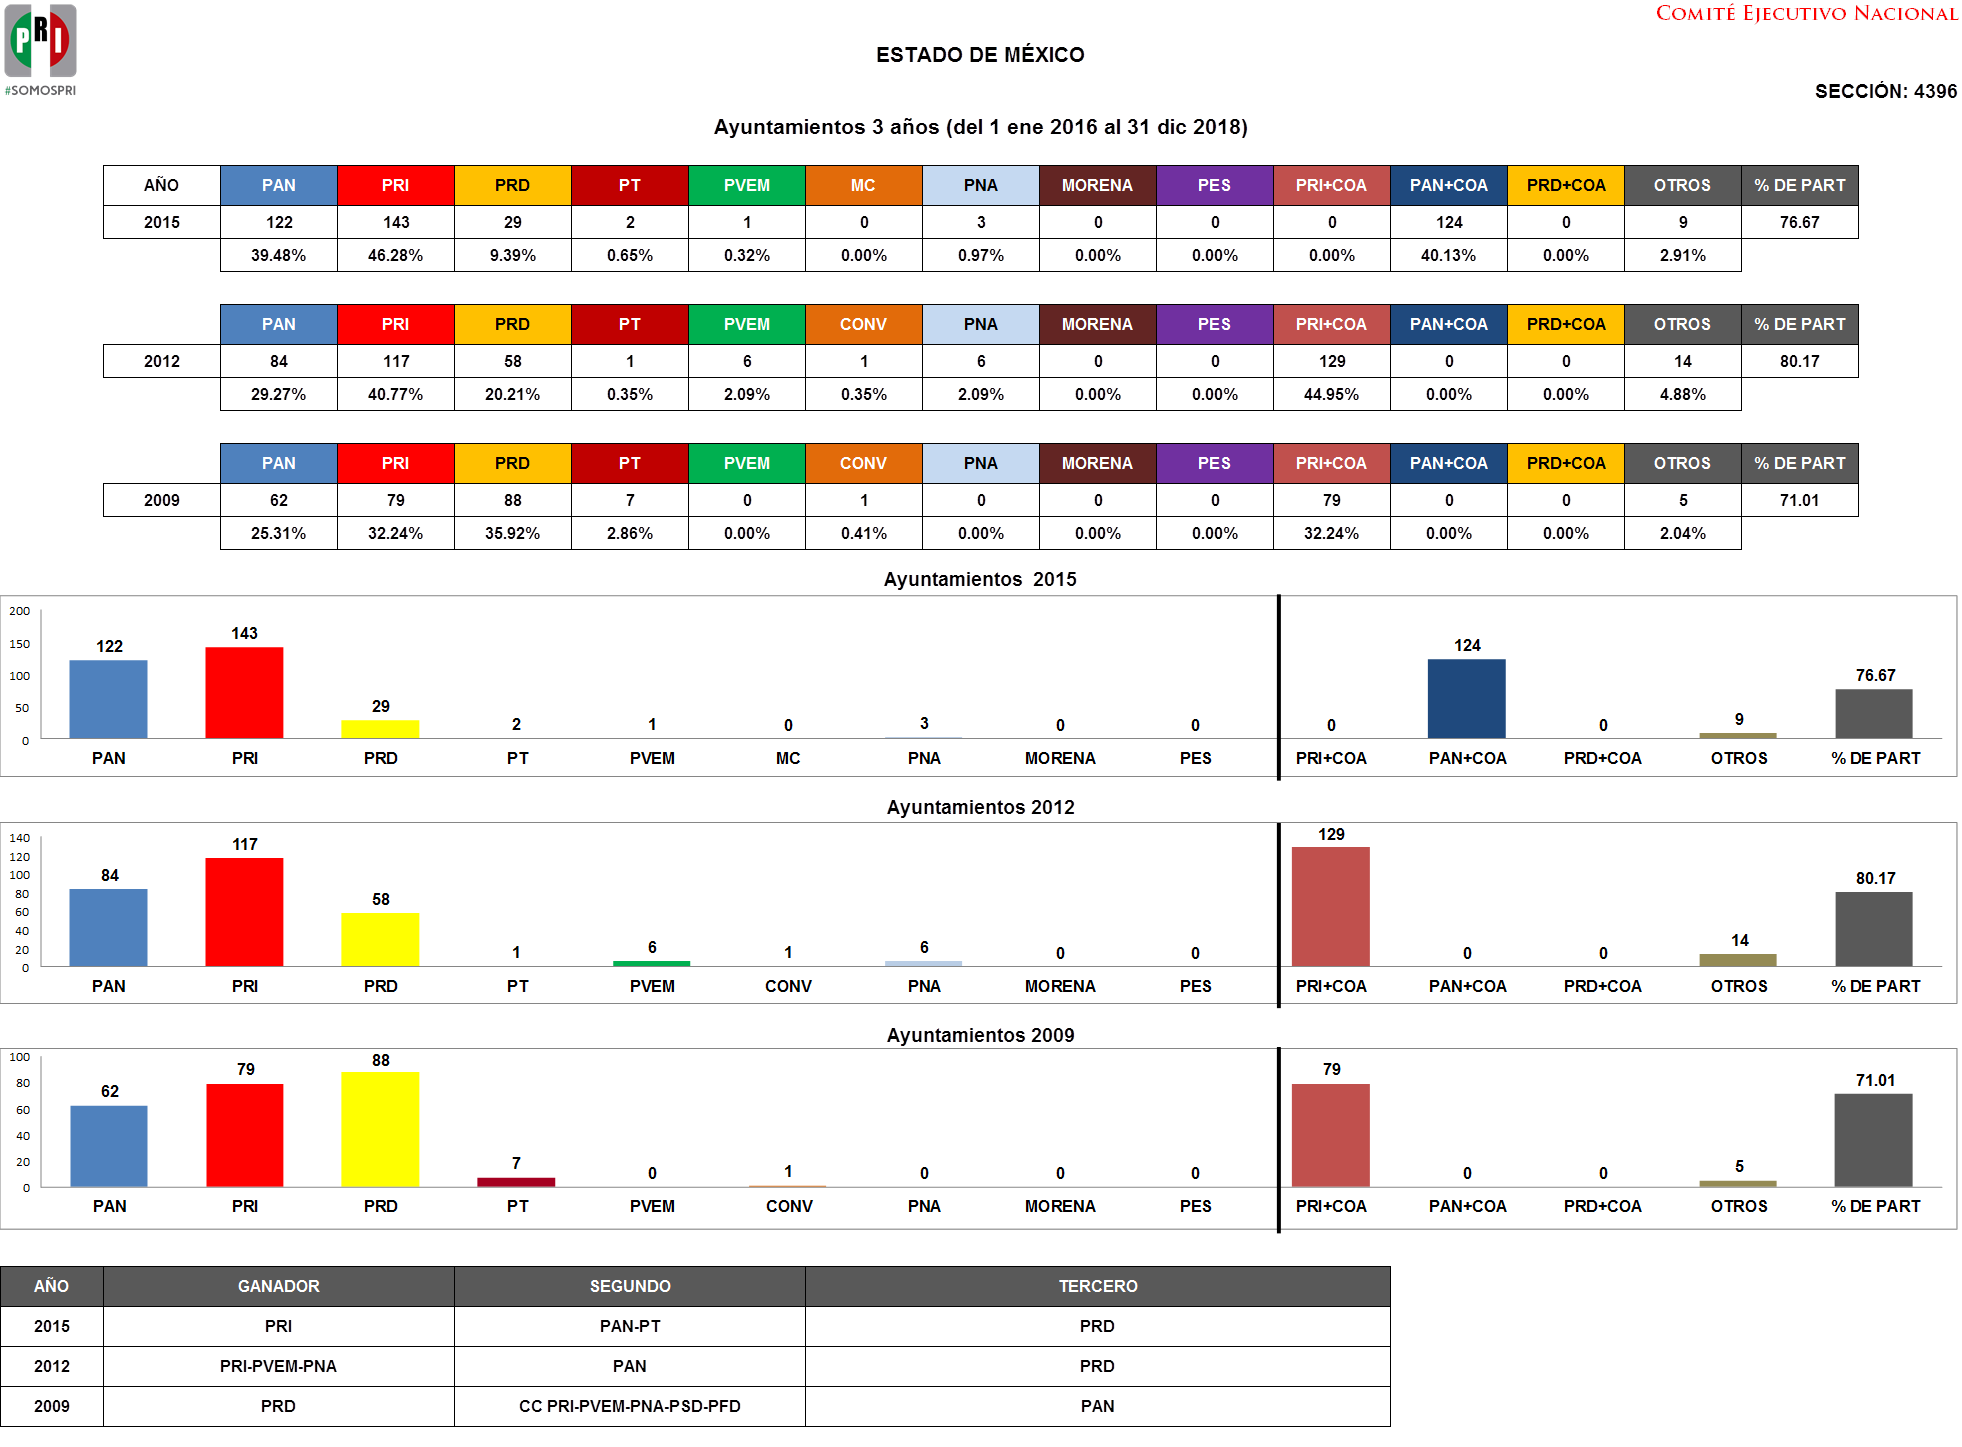 PRI
#SOMOSPRI
COMITÉ EJECUTIVO NACIONAL
ESTADO DE MÉXICO
SECCIÓN: 4396
Ayuntamientos 3 años (del 1 ene 2016 al 31 dic 2018)
AÑO PAN PRI PRD PT PVEM MC PNA MORENA PES PRI+COA PAN+COA PRD+COA OTROS % DE PART
2015 122 143 29 2 1 0 3 0 0 0 124 0 9 76.67
39.48% 46.28% 9.39% 0.65% 0.32% 0.00% 0.97% 0.00% 0.00% 0.00% 40.13% 0.00% 2.91%
PAN PRI PRD PT PVEM CONV PNA MORENA PES PRI+COA PAN+COA PRD+COA OTROS % DE PART
2012 84 117 58 1 6 1 6 0 0 129 0 0 14 80.17
29.27% 40.77% 20.21% 0.35% 2.09% 0.35% 2.09% 0.00% 0.00% 44.95% 0.00% 0.00% 4.88%
PAN PRI PRD PT PVEM CONV PNA MORENA PES PRI+COA PAN+COA PRD+COA OTROS % DE PART
2009 62 79 88 7 0 1 0 0 0 79 0 0 5 71.01
25.31% 32.24% 35.92% 2.86% 0.00% 0.41% 0.00% 0.00% 0.00% 32.24% 0.00% 0.00% 2.04%
Ayuntamientos 2015
200
150
100
50
0
122 143 29 2 1 0 3 0 0 0 124 0 9 76.67
PAN PRI PRD PT PVEM MC PNA MORENA PES PRI+COA PAN+COA PRD+COA OTROS % DE PART
Ayuntamientos 2012
140
120
100
80
60
40
20
0
84 117 58 1 6 1 6 0 0 129 0 0 14 80.17
PAN PRI PRD PT PVEM CONV PNA MORENA PES PRI+COA PAN+COA PRD+COA OTROS % DE PART
Ayuntamientos 2009
100
80
60
40
20
0
62 79 88 7 0 1 0 0 0 79 0 0 5 71.01
PAN PRI PRD PT PVEM CONV PNA MORENA PES PRI+COA PAN+COA PRD+COA OTROS % DE PART
AÑO GANADOR SEGUNDO TERCERO
2015 PRI PAN-PT PRD
2012 PRI-PVEM-PNA PAN PRD
2009 PRD CC PRI-PVEM-PNA-PSD-PFD PAN